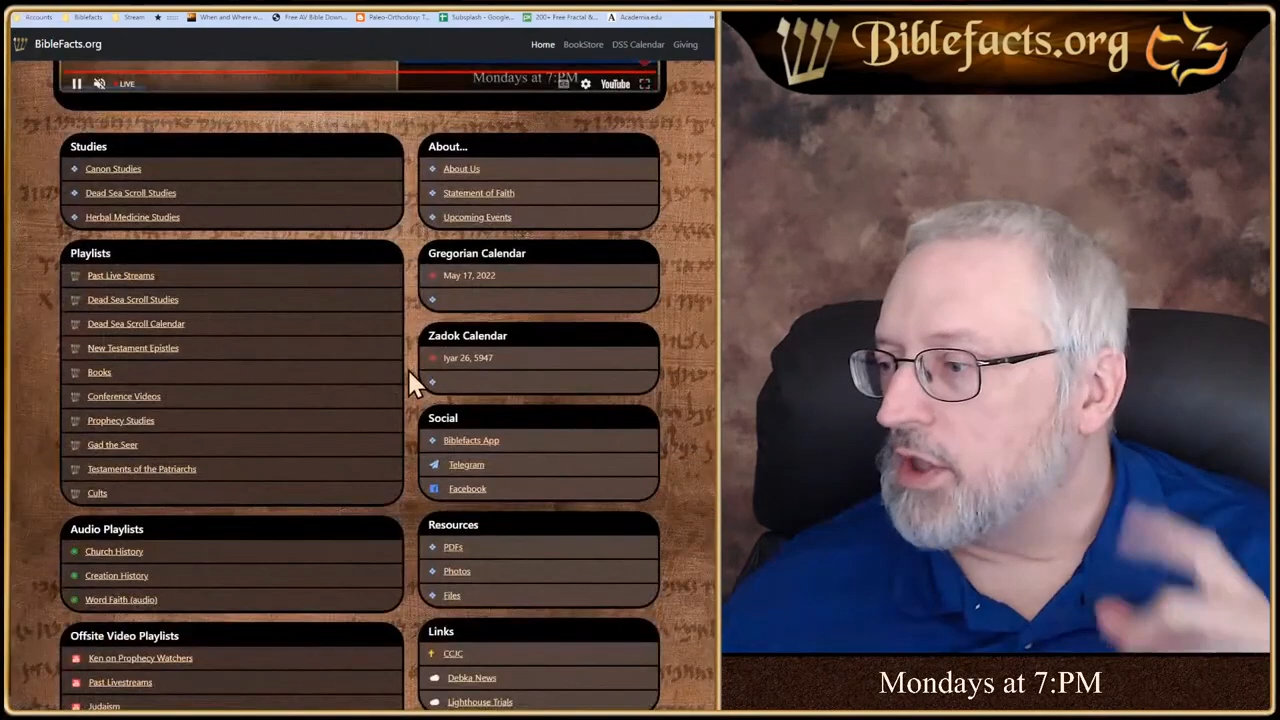 Accounts Biblefacts Stream When and Where w... Free AV Bible Down... Paleo-Orthodoxy: T... Subsplash - Google... 200+ Free Fractal &... Academia.edu
BibleFacts.org
Home BookStore DSS Calendar Giving
Mondays at 7:PM
LIVE
YouTube
Studies
Canon Studies
Dead Sea Scroll Studies
Herbal Medicine Studies
Playlists
Past Live Streams
Dead Sea Scroll Studies
Dead Sea Scroll Calendar
New Testament Epistles
Books
Conference Videos
Prophecy Studies
Gad the Seer
Testaments of the Patriarchs
Cults
Audio Playlists
Church History
Creation History
Word Faith (audio)
Offsite Video Playlists
Ken on Prophecy Watchers
Past Livestreams
Judaism
About...
About Us
Statement of Faith
Upcoming Events
Gregorian Calendar
May 17, 2022
Zadok Calendar
Iyar 26, 5947
Social
Biblefacts App
Telegram
Facebook
Resources
PDFs
Photos
Files
Links
CCJC
Debka News
Lighthouse Trials
Biblefacts.org
Mondays at 7:PM